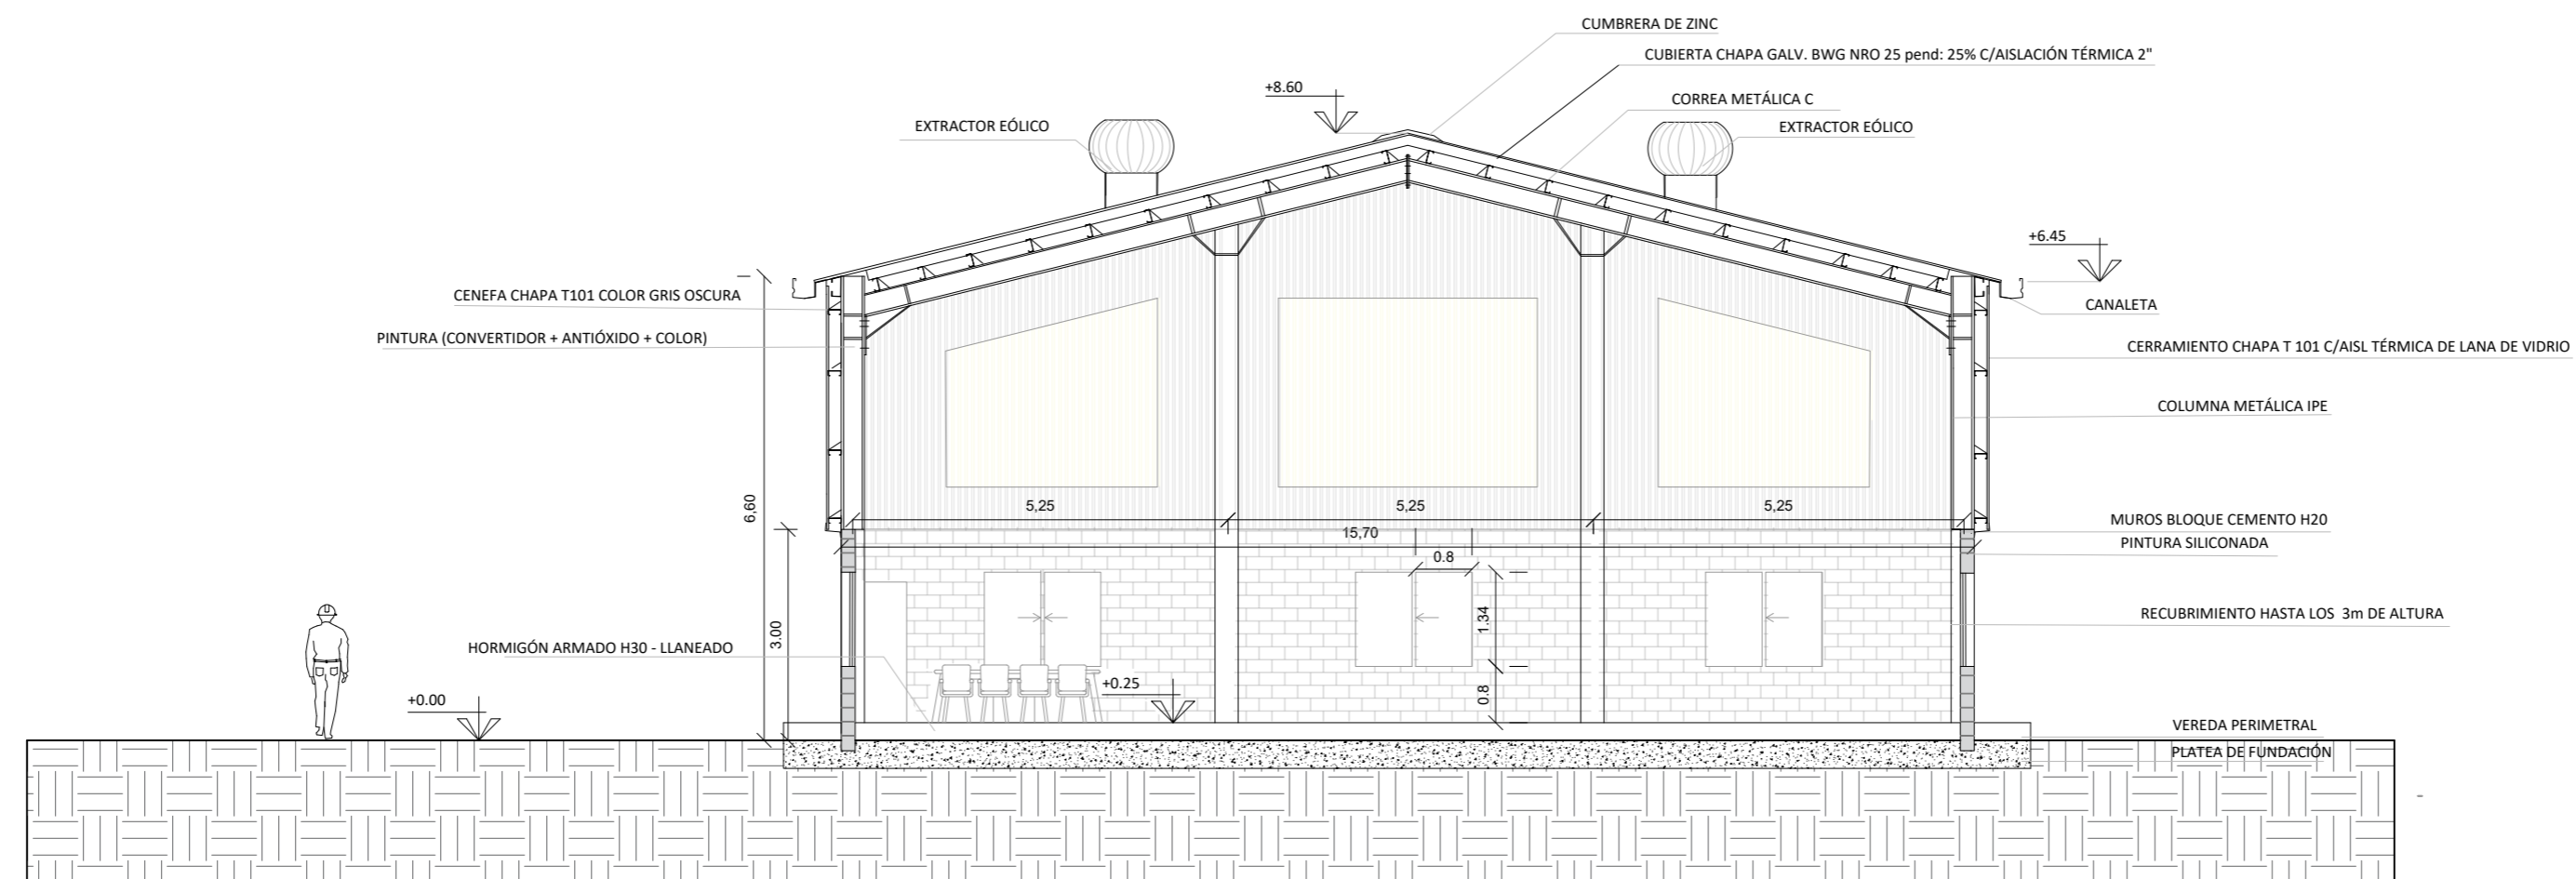 CUMBRERA DE ZINC
CUBIERTA CHAPA GALV. BWG NRO 25 pend: 25% C/AISLACIÓN TÉRMICA 2"
+8.60
CORREA METÁLICA C
EXTRACTOR EÓLICO
EXTRACTOR EÓLICO
+6.45
CENEFA CHAPA T101 COLOR GRIS OSCURA
CANALETA
PINTURA (CONVERTIDOR + ANTIÓXIDO + COLOR)
CERRAMIENTO CHAPA T 101 C/AISL TÉRMICA DE LANA DE VIDRIO
COLUMNA METÁLICA IPE
6,60
5,25
5,25
5,25
MUROS BLOQUE CEMENTO H20
15,70
PINTURA SILICONADA
0.8
1.34
3.00
RECUBRIMIENTO HASTA LOS 3m DE ALTURA
HORMIGÓN ARMADO H30 - LLANEADO
+0.25
0.8
+0.00
VEREDA PERIMETRAL
PLATEA DE FUNDACIÓN